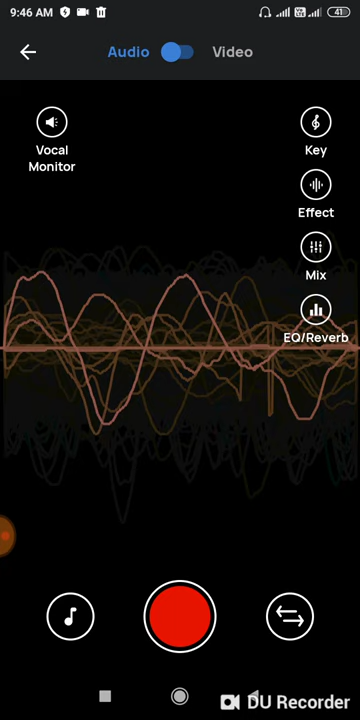 9:46 AM
41
Audio
Video
Vocal
Monitor
Key
Effect
Mix
EQ/Reverb
DU Recorder